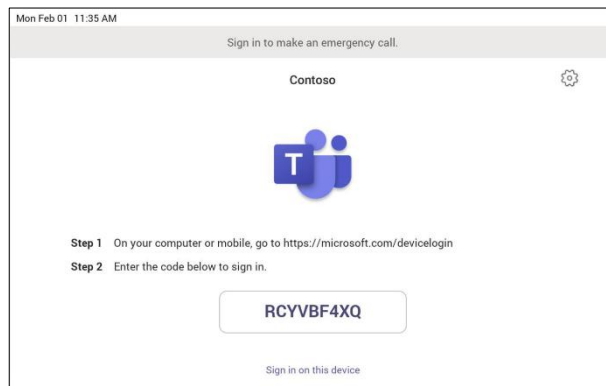 Mon Feb 01 11:35 AM
Sign in to make an emergency call.
Contoso
T
Step 1 On your computer or mobile, go to https://microsoft.com/devicelogin
Step 2 Enter the code below to sign in.
RCYVBF4XQ
Sign in on this device